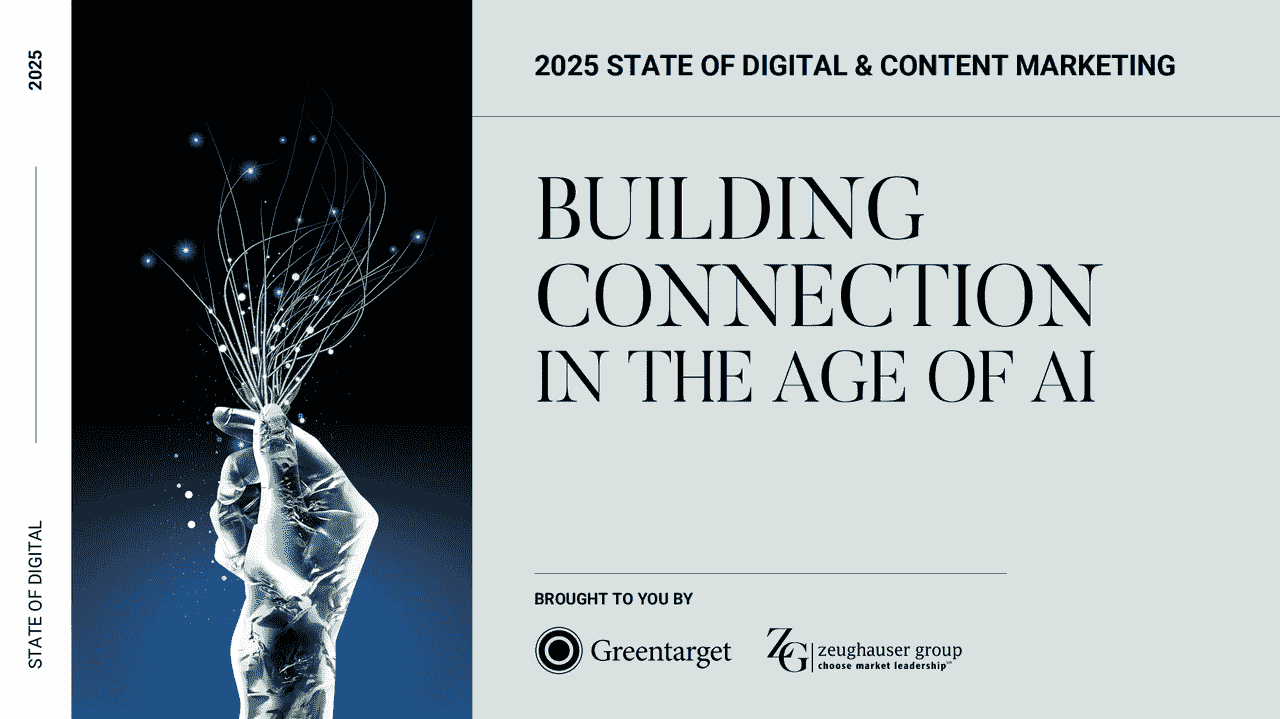 2025
STATE OF DIGITAL
2025 STATE OF DIGITAL & CONTENT MARKETING
BUILDING
CONNECTION
IN THE AGE OF AI
BROUGHT TO YOU BY
Greentarget
ZG zeughauser group
choose market leadership℠